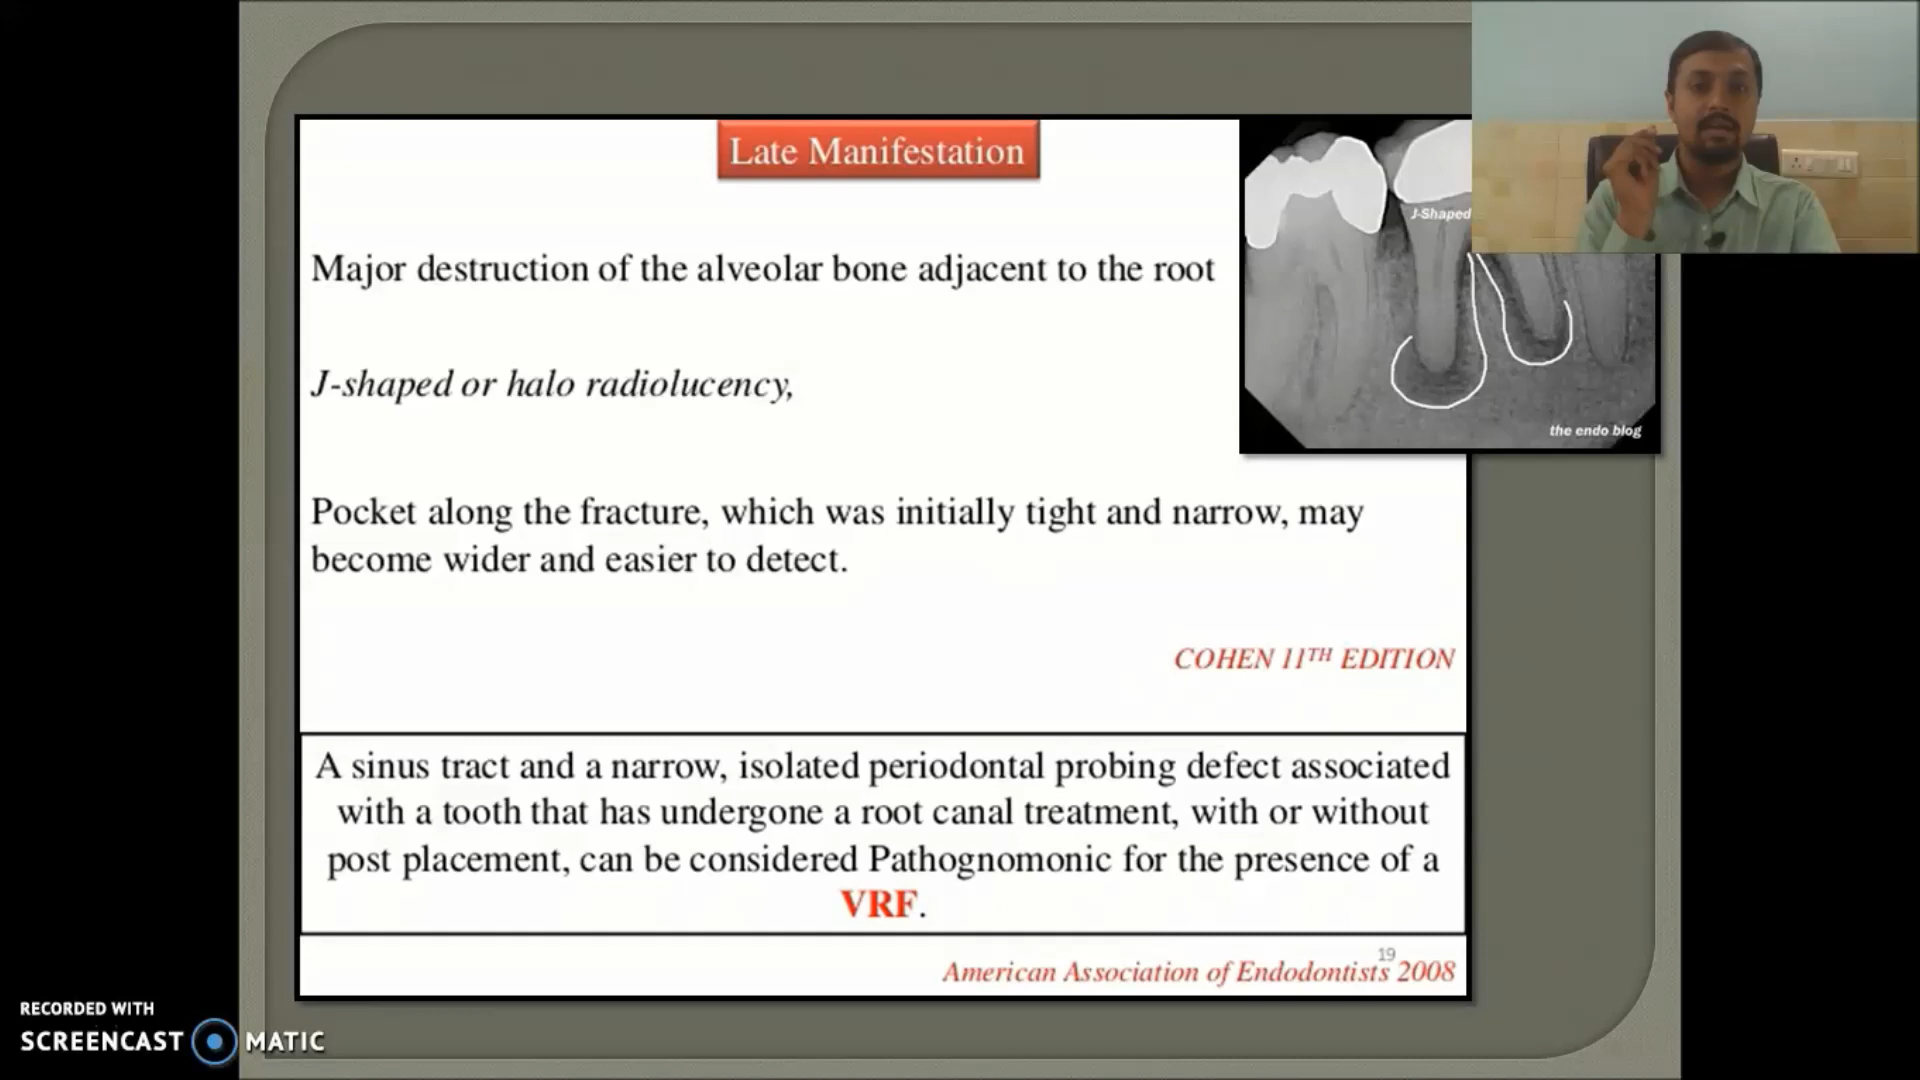 Late Manifestation
J-Shaped
Major destruction of the alveolar bone adjacent to the root
J-shaped or halo radiolucency,
the endo blog
Pocket along the fracture, which was initially tight and narrow, may
become wider and easier to detect.
COHEN 11TH EDITION
A sinus tract and a narrow, isolated periodontal probing defect associated
with a tooth that has undergone a root canal treatment, with or without
post placement, can be considered Pathognomonic for the presence of a
VRF.
19
American Association of Endodontists 2008
RECORDED WITH
SCREENCAST MATIC